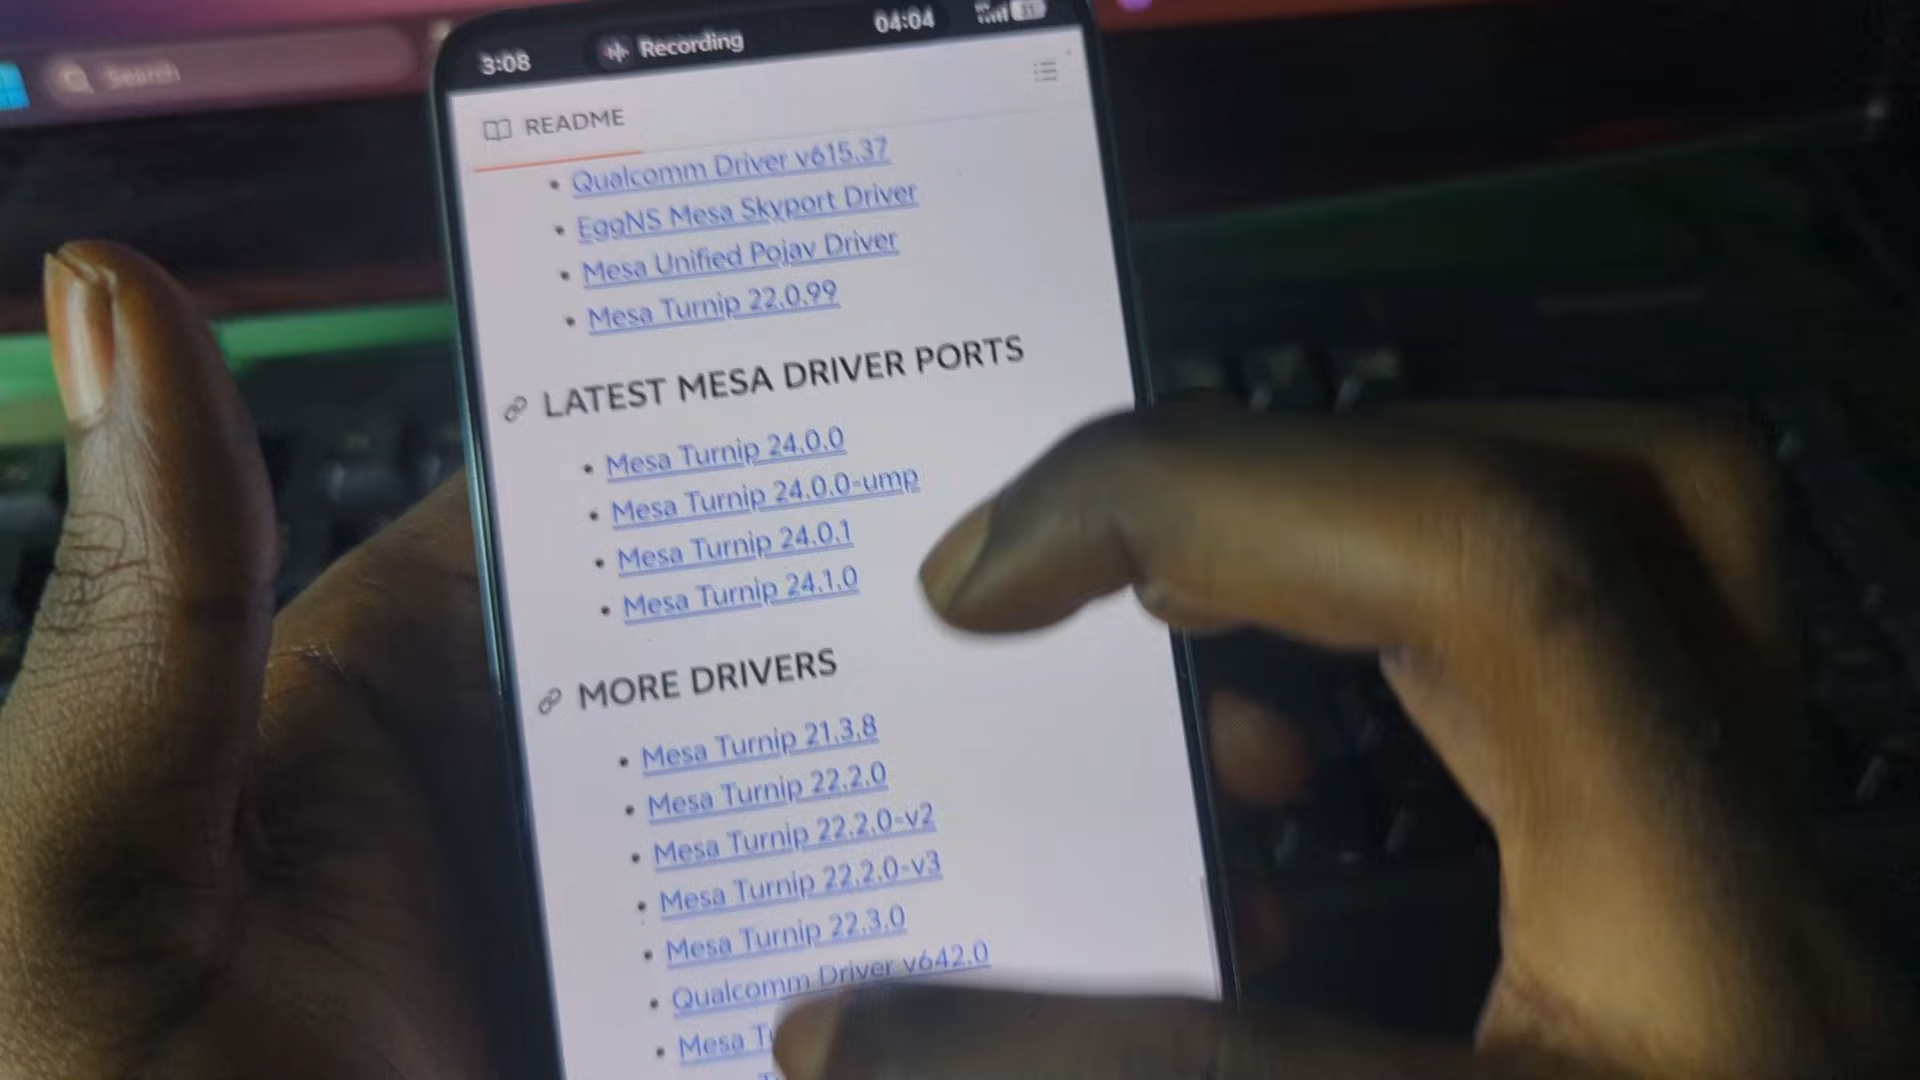 Search
3:08
Recording
04:04
31
README
Qualcomm Driver v615.37
EggNS Mesa Skyport Driver
Mesa Unified Pojav Driver
Mesa Turnip 22.0.99
LATEST MESA DRIVER PORTS
Mesa Turnip 24.0.0
Mesa Turnip 24.0.0-ump
Mesa Turnip 24.0.1
Mesa Turnip 24.1.0
MORE DRIVERS
Mesa Turnip 21.3.8
Mesa Turnip 22.2.0
Mesa Turnip 22.2.0-v2
Mesa Turnip 22.2.0-v3
Mesa Turnip 22.3.0
Qualcomm Driver v642.0
Mesa